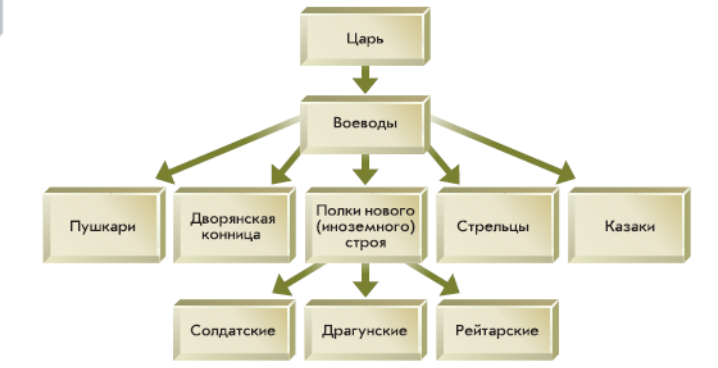 Царь
Воеводы
Пушкари
Дворянская
конница
Полки нового
(иноземного)
строя
Стрельцы
Казаки
Солдатские
Драгунские
Рейтарские